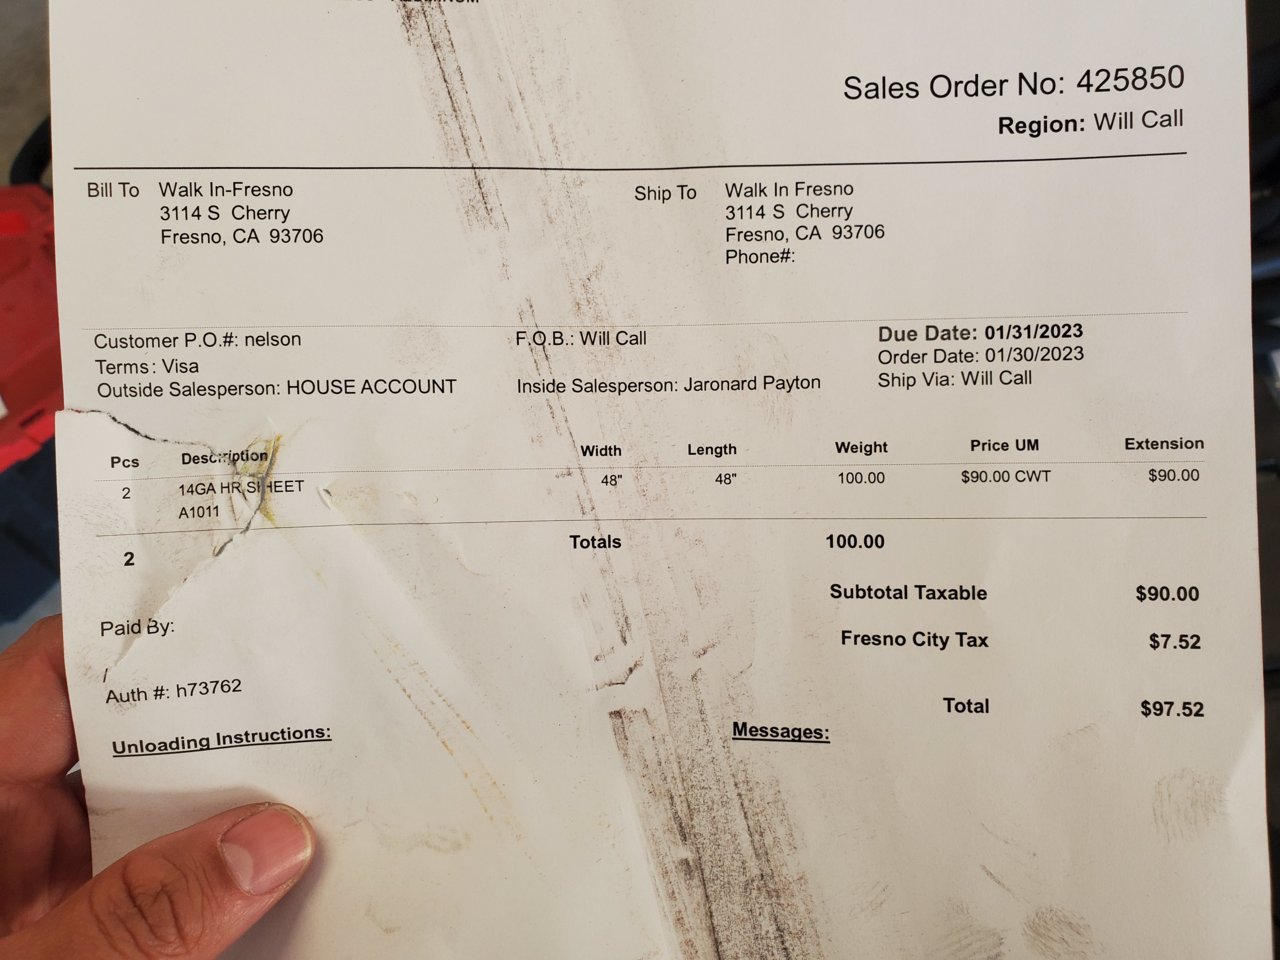 Sales Order No: 425850
Region: Will Call
Bill To Walk In-Fresno
3114 S Cherry
Fresno, CA 93706
Ship To Walk In Fresno
3114 S Cherry
Fresno, CA 93706
Phone#:
Customer P.O.#: nelson
Terms: Visa
Outside Salesperson: HOUSE ACCOUNT
F.O.B.: Will Call
Inside Salesperson: Jaronard Payton
Due Date: 01/31/2023
Order Date: 01/30/2023
Ship Via: Will Call
Pcs Description Width Length Weight Price UM Extension
2 14GA HR SHEET 48" 48" 100.00 $90.00 CWT $90.00
A1011
2 Totals 100.00
Subtotal Taxable $90.00
Fresno City Tax $7.52
Total $97.52
Paid By:
Auth #: h73762
Unloading Instructions:
Messages: